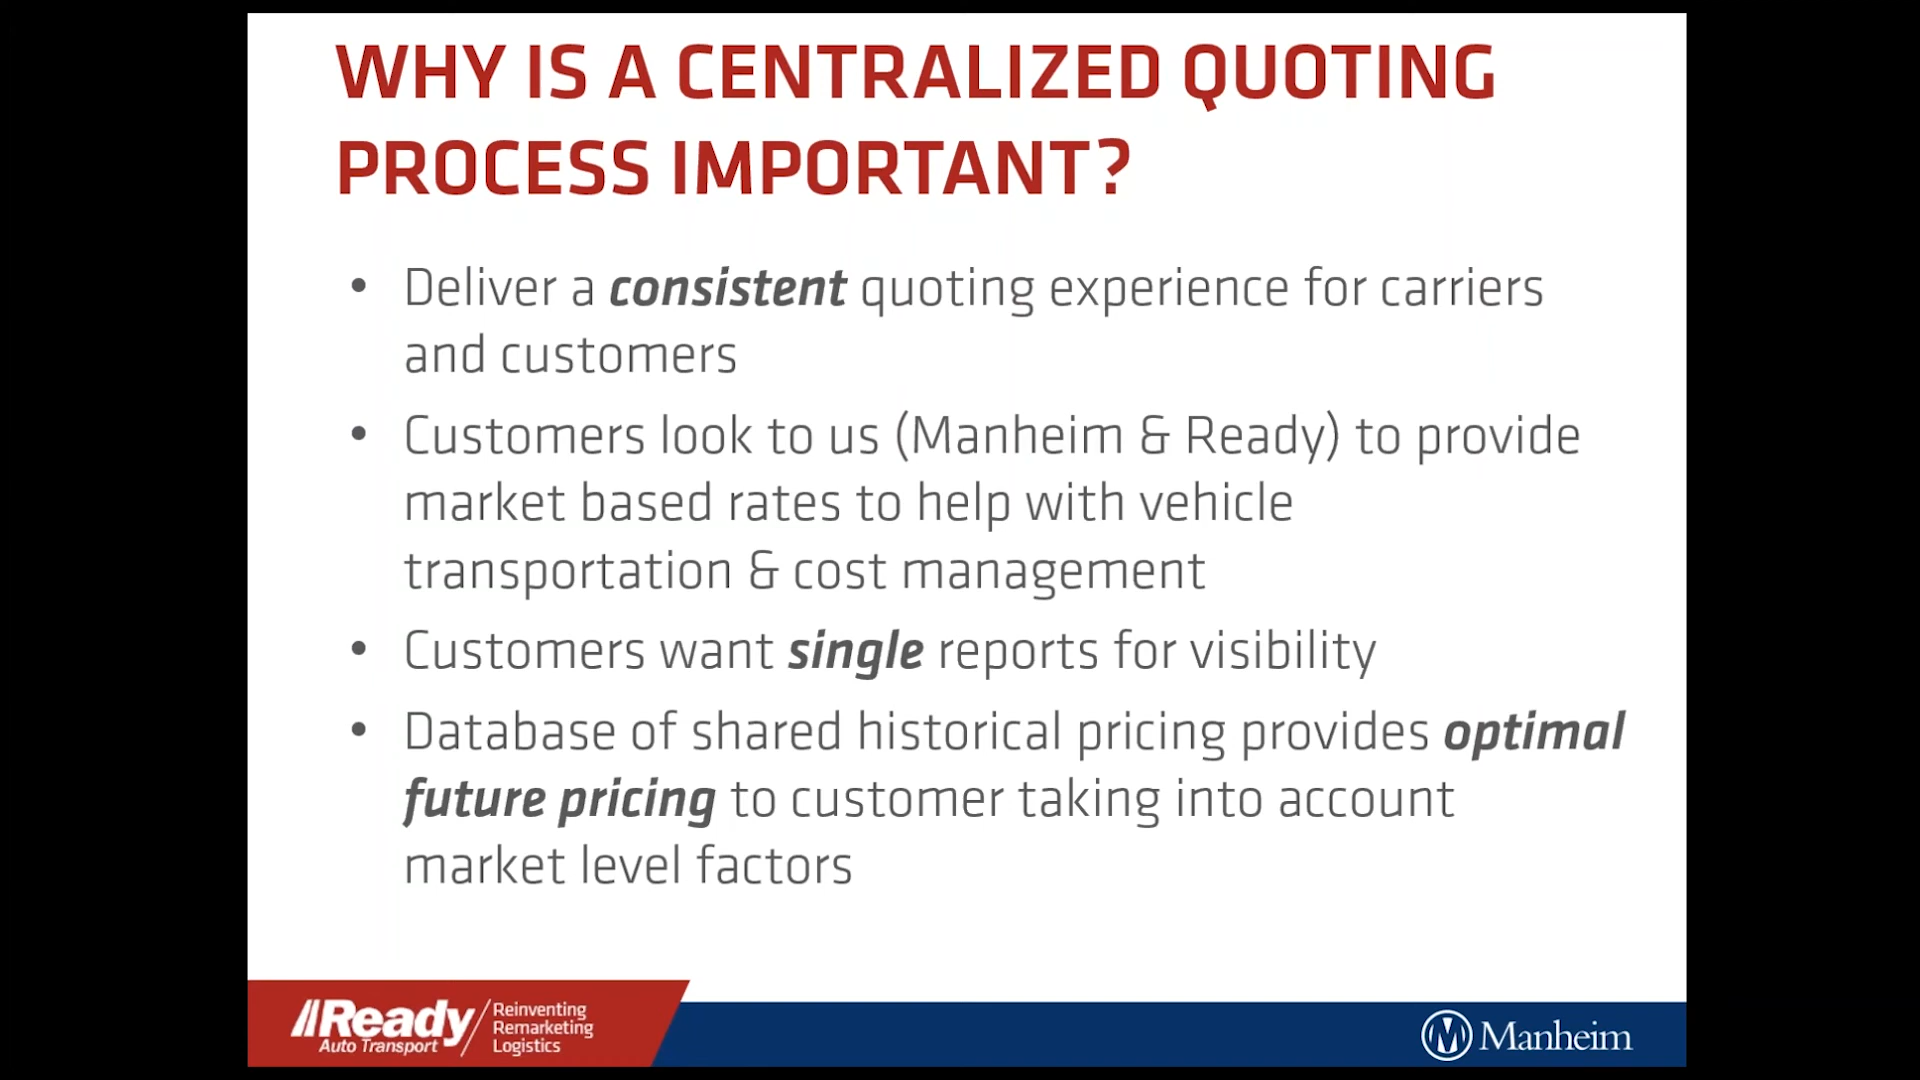 WHY IS A CENTRALIZED QUOTING
PROCESS IMPORTANT?
• Deliver a consistent quoting experience for carriers
and customers
• Customers look to us (Manheim & Ready) to provide
market based rates to help with vehicle
transportation & cost management
• Customers want single reports for visibility
• Database of shared historical pricing provides optimal
future pricing to customer taking into account
market level factors
Ready
Auto Transport
Reinventing
Remarketing
Logistics
Manheim